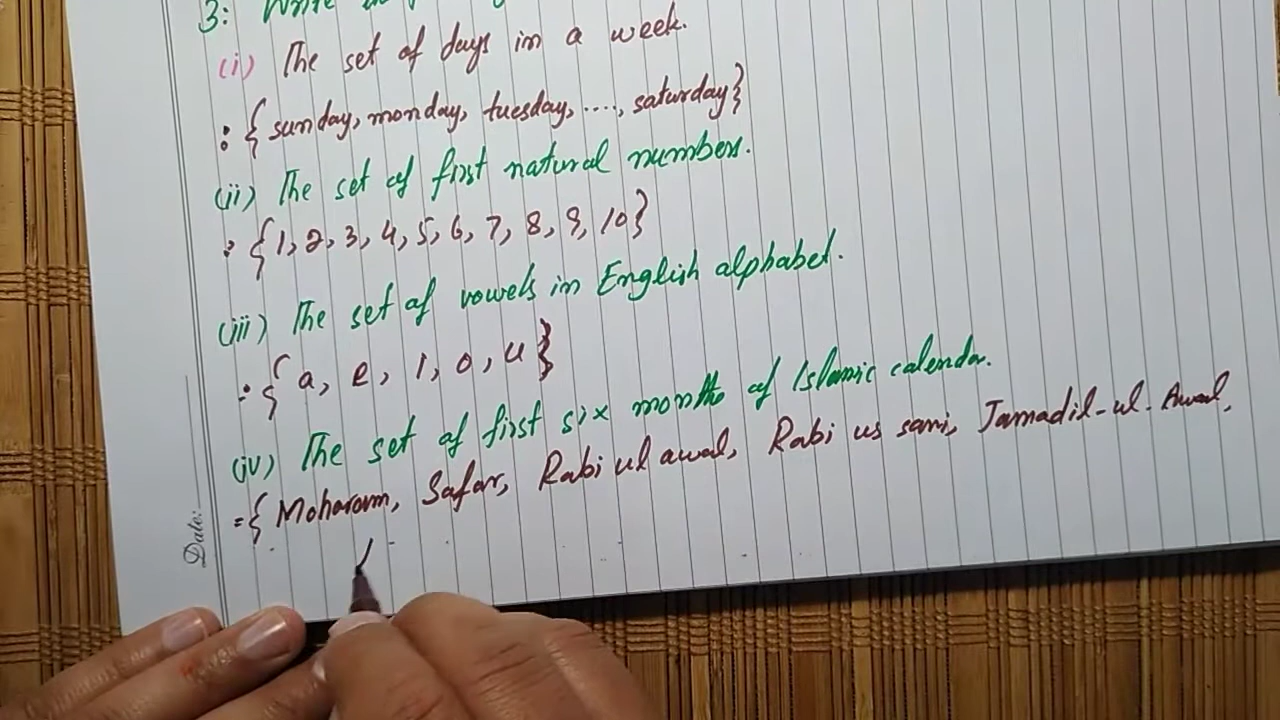 3: Write
(i) The set of days in a week.
: { sunday, monday, tuesday, ...., saturday}
(ii) The set of first natural numbers.
: {1, 2, 3, 4, 5, 6, 7, 8, 9, 10}
(iii) The set of vowels in English alphabet.
: { a, e, i, o, u }
(iv) The set of first six months of Islamic calenda.
={ Moharam, Safar, Rabi ul awal, Rabi us sani, Jamadil-ul-Awal,
Date: